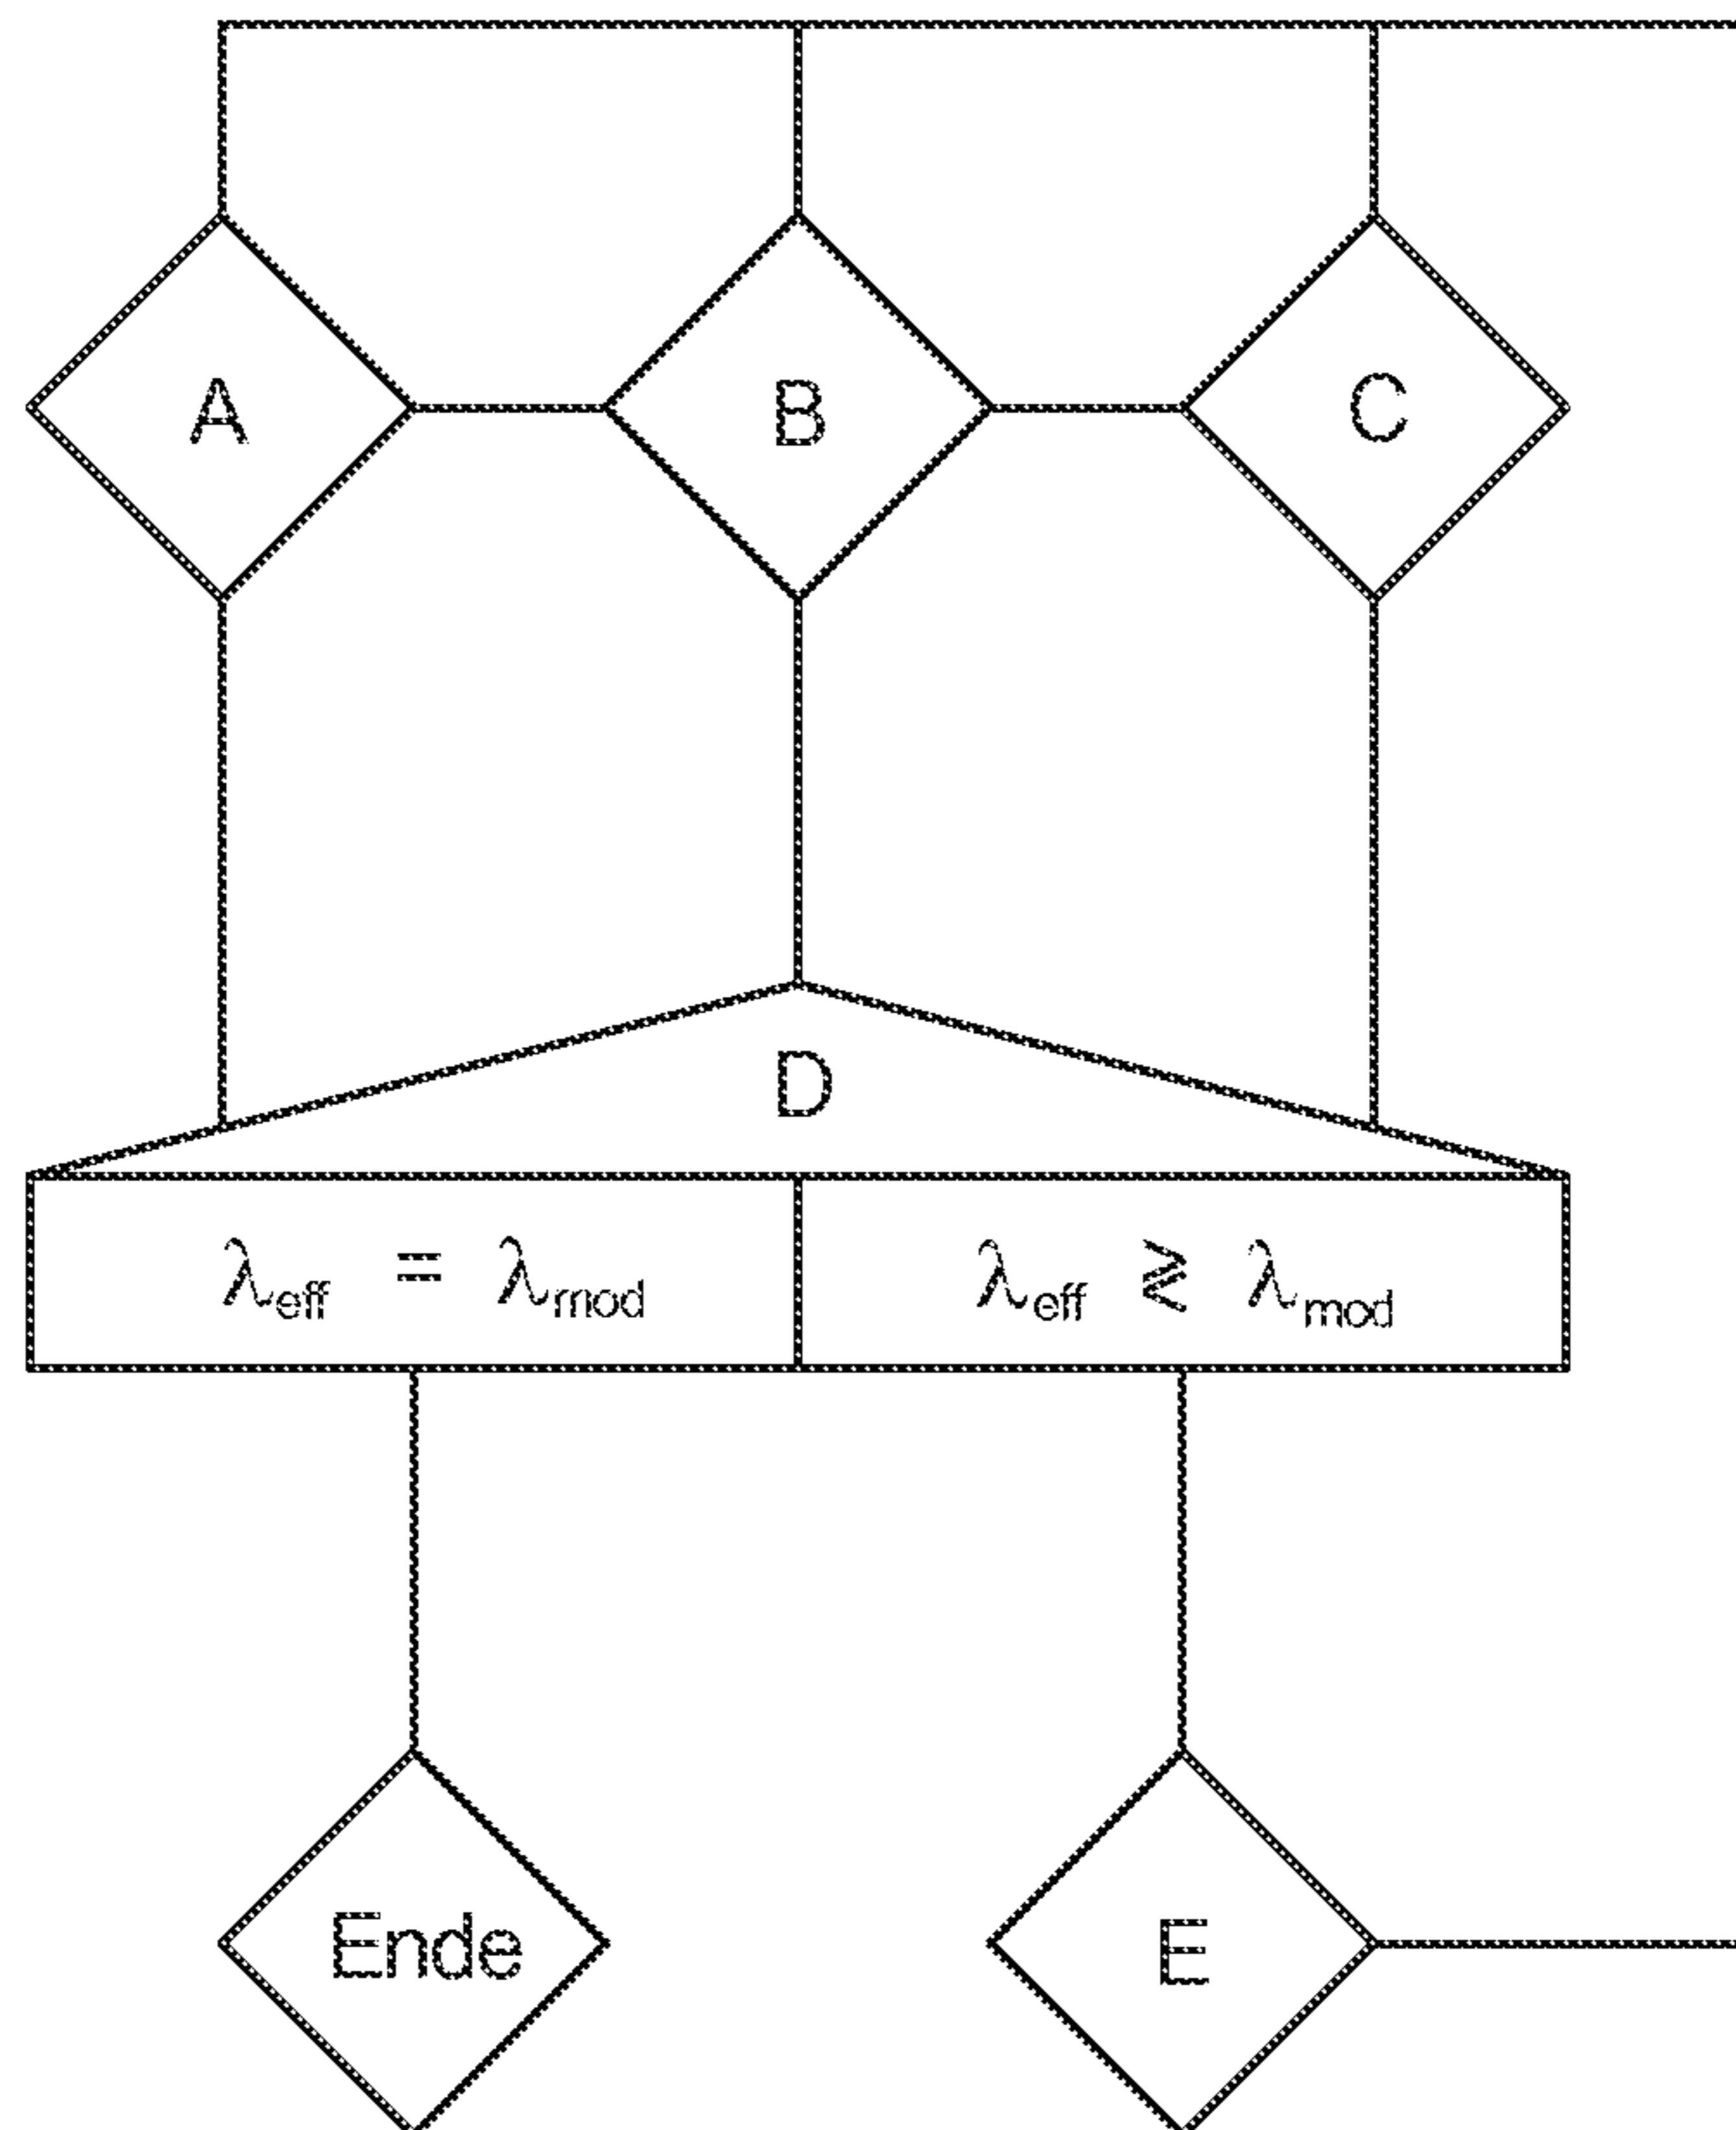 A B C
D
λeff = λmod λeff ≷ λmod
Ende E